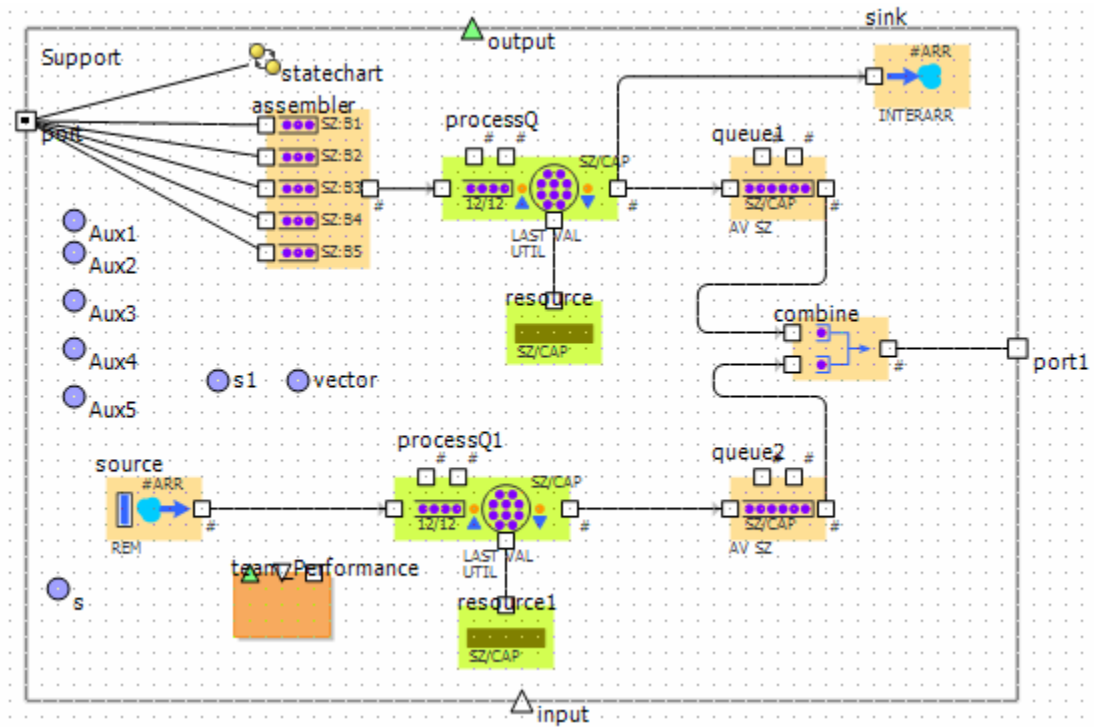 sink
output
Support
#ARR
statechart
INTERARR
assembler
port
SZ:B1
SZ:B2
SZ:B3
SZ:B4
SZ:B5
#
processQ
# #
SZ/CAP
12/12
#
LAST VAL
UTIL
queue1
# #
SZ/CAP
#
AV SZ
resource
SZ/CAP
combine
#
port1
Aux1
Aux2
Aux3
Aux4
Aux5
s1
vector
source
#ARR
#
REM
processQ1
# #
SZ/CAP
12/12
#
LAST VAL
UTIL
queue2
# #
SZ/CAP
#
AV SZ
team_Performance
s
resource1
SZ/CAP
input